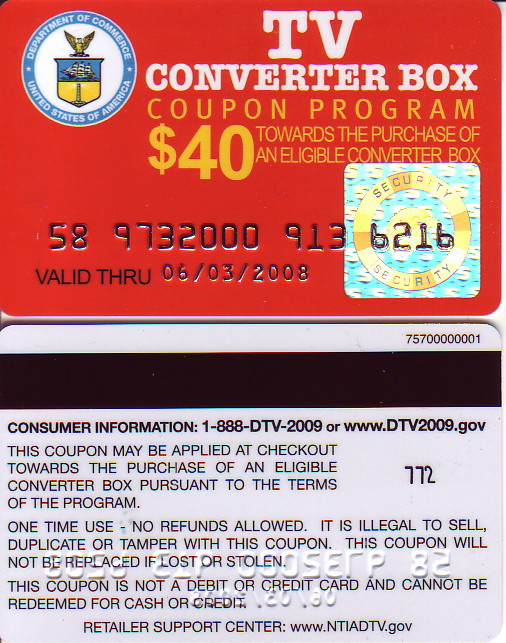 DEPARTMENT OF COMMERCE
UNITED STATES OF AMERICA
TV
CONVERTER BOX
COUPON PROGRAM
$40 TOWARDS THE PURCHASE OF
AN ELIGIBLE CONVERTER BOX
SECURITY
58 9732000 913 6216
SECURITY
VALID THRU 06/03/2008
75700000001
CONSUMER INFORMATION: 1-888-DTV-2009 or www.DTV2009.gov
THIS COUPON MAY BE APPLIED AT CHECKOUT
TOWARDS THE PURCHASE OF AN ELIGIBLE
CONVERTER BOX PURSUANT TO THE TERMS
OF THE PROGRAM.
772
ONE TIME USE - NO REFUNDS ALLOWED. IT IS ILLEGAL TO SELL,
DUPLICATE OR TAMPER WITH THIS COUPON. THIS COUPON WILL
NOT BE REPLACED IF LOST OR STOLEN.
THIS COUPON IS NOT A DEBIT OR CREDIT CARD AND CANNOT BE
REDEEMED FOR CASH OR CREDIT.
RETAILER SUPPORT CENTER: www.NTIADTV.gov